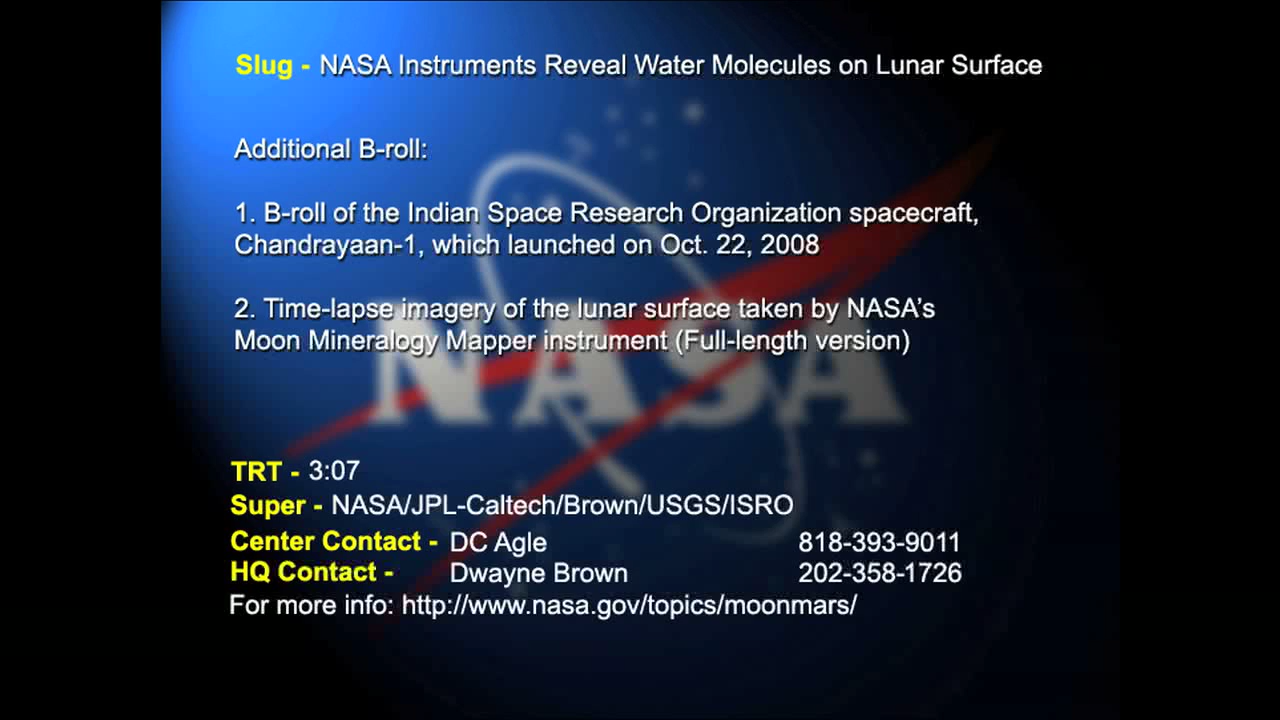 Slug - NASA Instruments Reveal Water Molecules on Lunar Surface
Additional B-roll:
1. B-roll of the Indian Space Research Organization spacecraft,
Chandrayaan-1, which launched on Oct. 22, 2008
2. Time-lapse imagery of the lunar surface taken by NASA’s
Moon Mineralogy Mapper instrument (Full-length version)
NASA
TRT - 3:07
Super - NASA/JPL-Caltech/Brown/USGS/ISRO
Center Contact - DC Agle 818-393-9011
HQ Contact - Dwayne Brown 202-358-1726
For more info: http://www.nasa.gov/topics/moonmars/